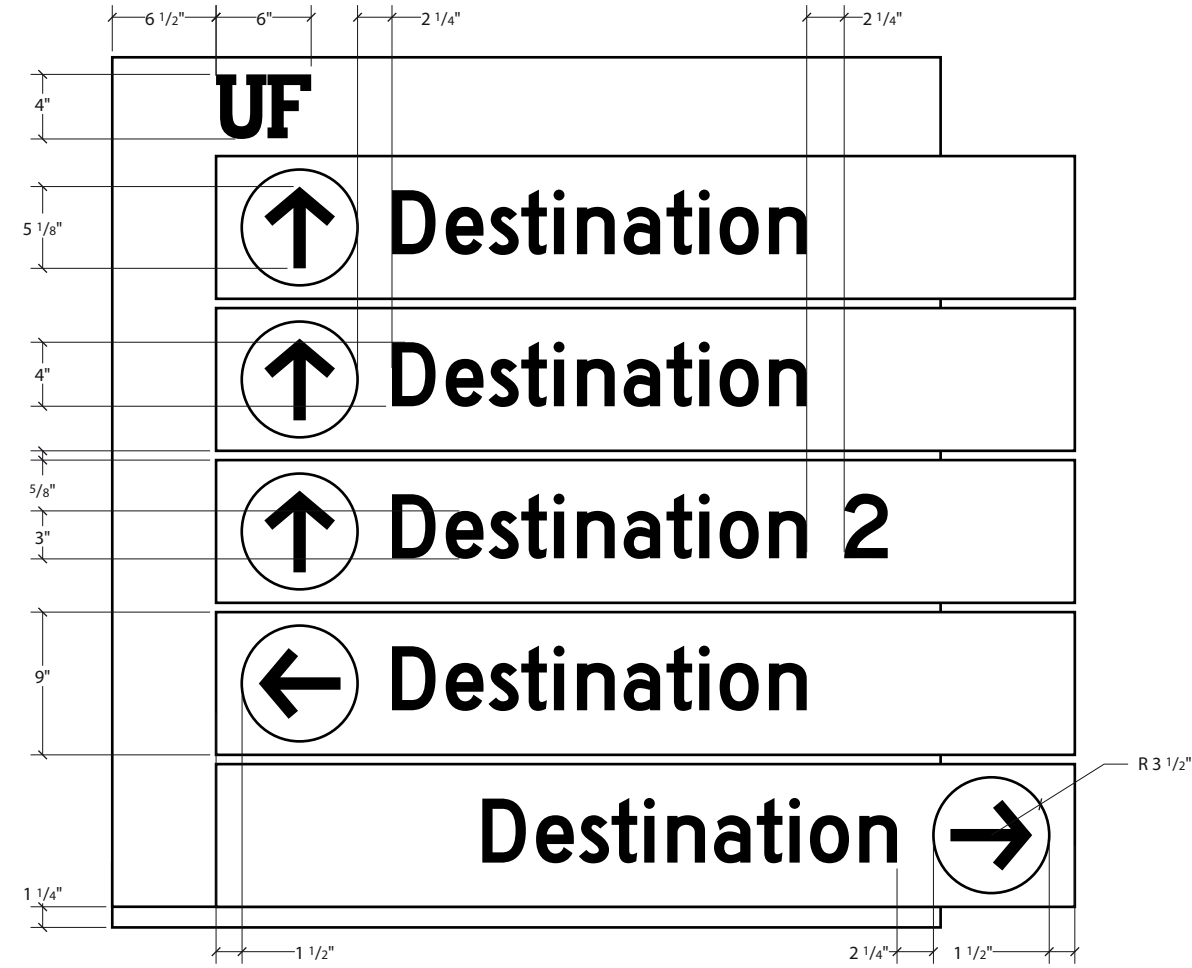 6 1/2" 6" 2 1/4" 2 1/4"
UF
4"
5 1/8"
Destination
4"
Destination
5/8"
3"
Destination 2
9"
Destination
R 3 1/2"
Destination
1 1/4"
1 1/2" 2 1/4" 1 1/2"